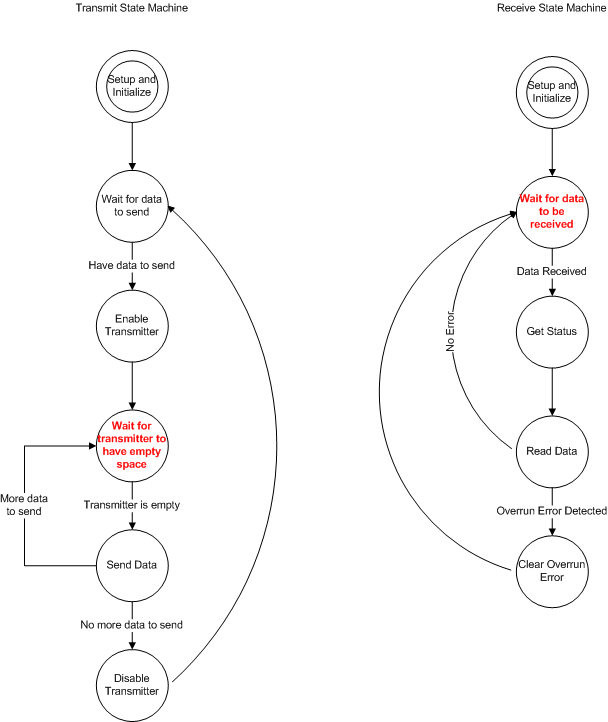 Transmit State Machine
Setup and
Initialize
Wait for data
to send
Have data to send
Enable
Transmitter
Wait for
transmitter to
have empty
space
Transmitter is empty
More data
to send
Send Data
No more data to send
Disable
Transmitter
Receive State Machine
Setup and
Initialize
Wait for data
to be
received
Data Received
Get Status
No Error
Read Data
Overrun Error Detected
Clear Overrun
Error